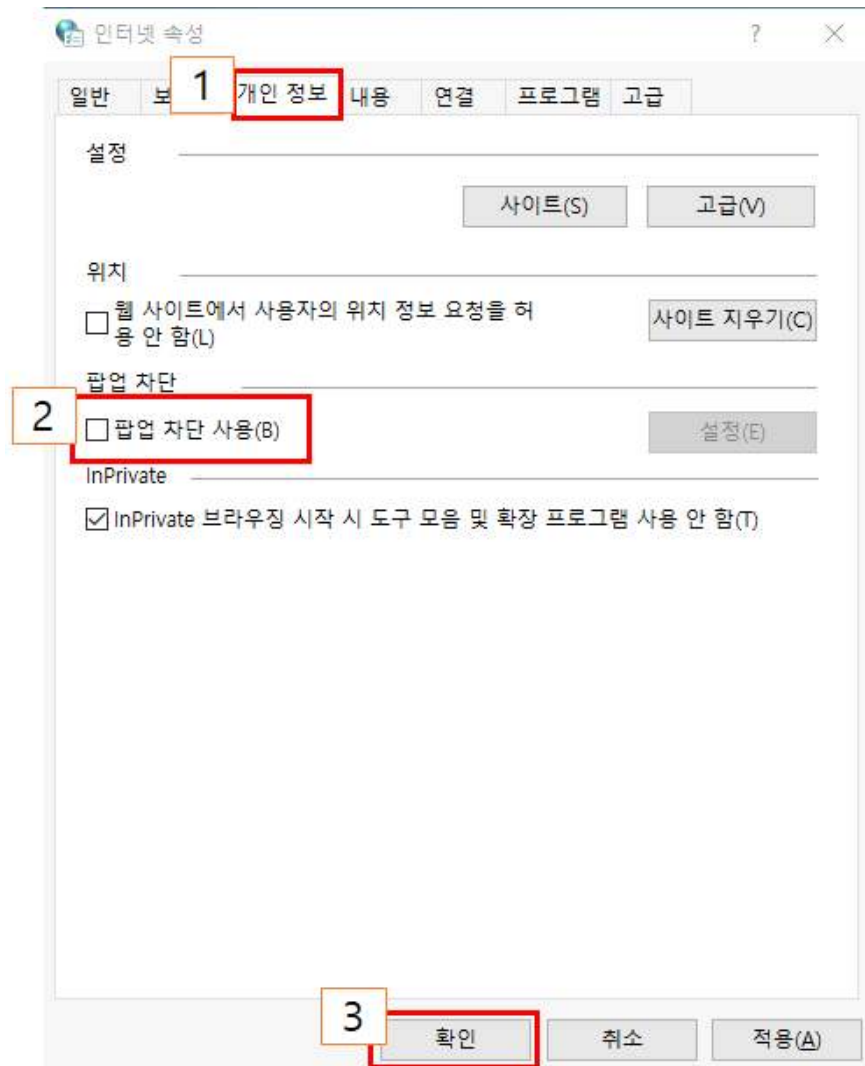 인터넷 속성
일반 보 1 개인 정보 내용 연결 프로그램 고급
설정
사이트(S) 고급(V)
위치
웹 사이트에서 사용자의 위치 정보 요청을 허
용 안 함(L)
사이트 지우기(C)
팝업 차단
2
팝업 차단 사용(B) 설정(E)
InPrivate
InPrivate 브라우징 시작 시 도구 모음 및 확장 프로그램 사용 안 함(T)
3
확인 취소 적용(A)